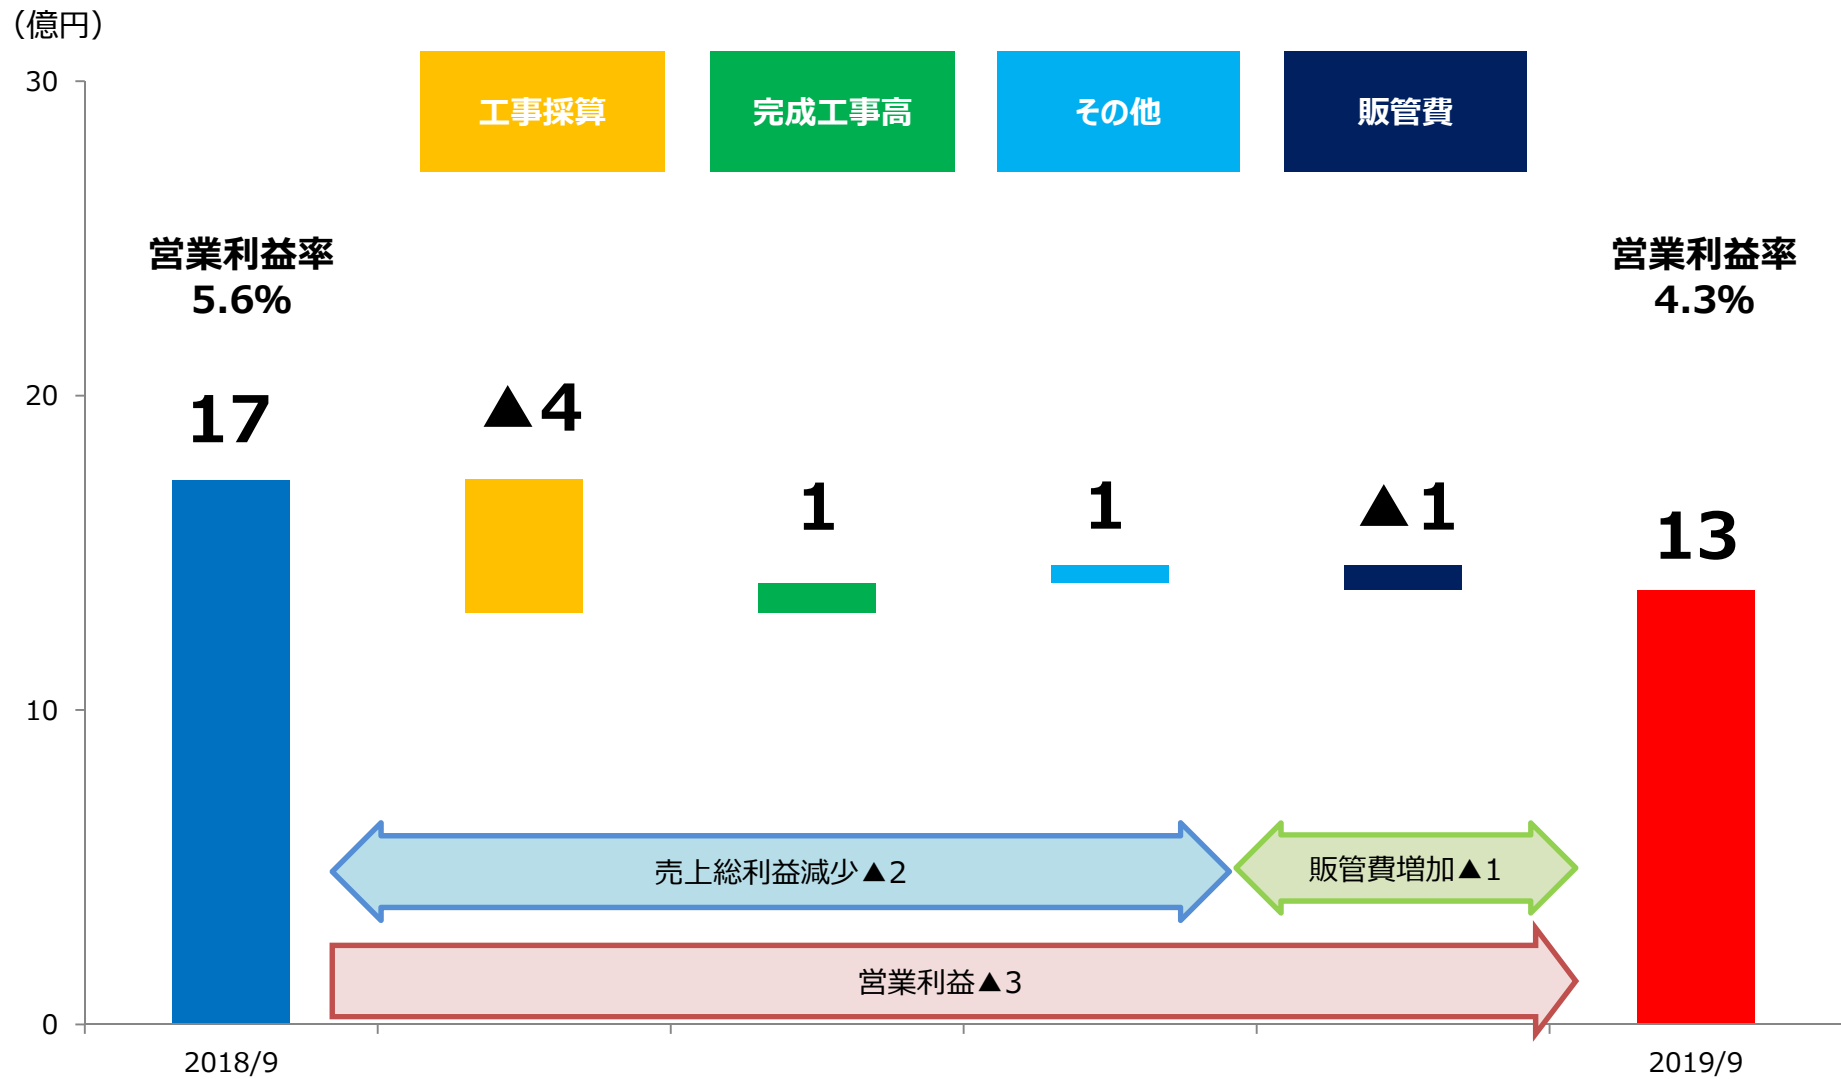 （億円）
工事採算
完成工事高
その他
販管費
30
20
10
0
営業利益率
5.6%
営業利益率
4.3%
17
▲4
1
1
▲1
13
売上総利益減少▲2
販管費増加▲1
営業利益▲3
2018/9
2019/9